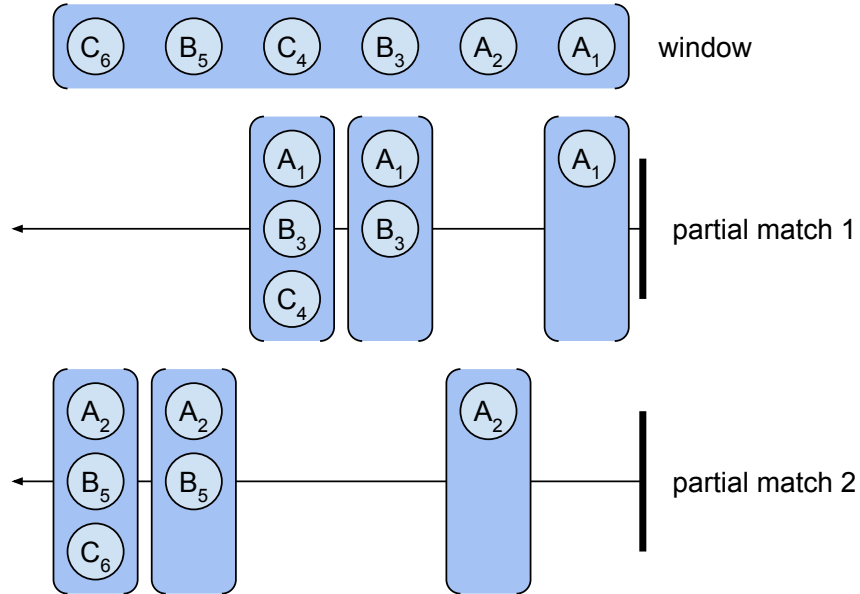 C₆ B₅ C₄ B₃ A₂ A₁ window
A₁ A₁ A₁
B₃ B₃ partial match 1
C₄
A₂ A₂ A₂
B₅ B₅ partial match 2
C₆